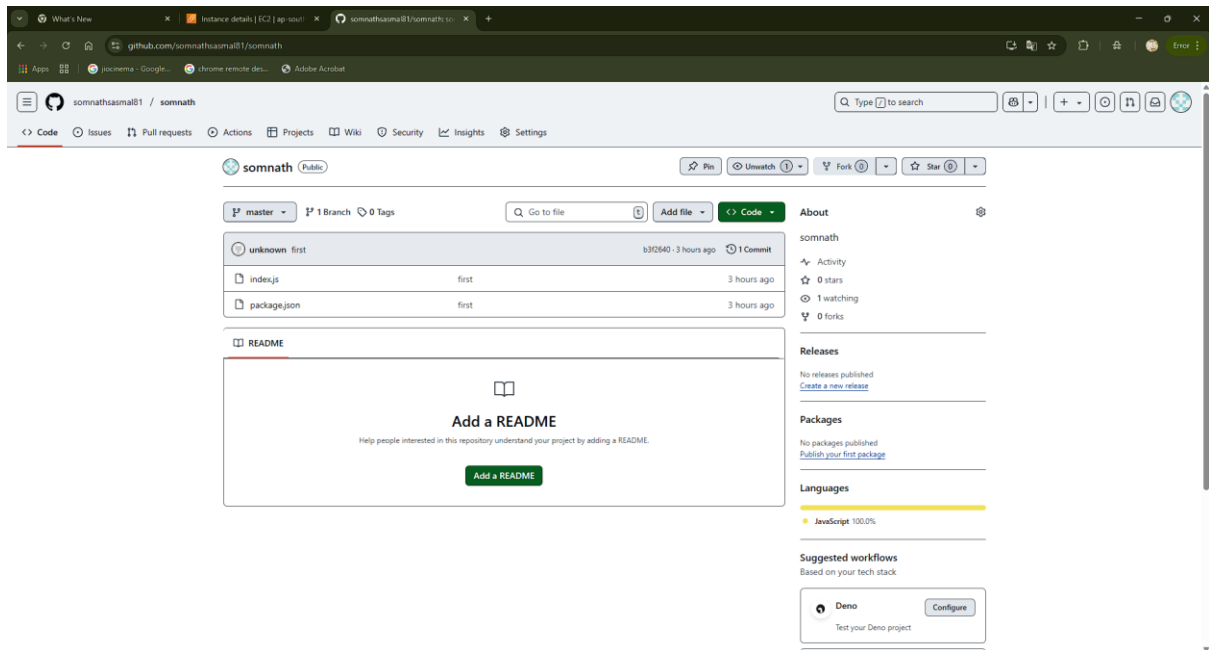 What's New
Instance details | EC2 | ap-sout
somnathsasmal81/somnath: so
github.com/somnathsasmal81/somnath
Error
Apps
jiocinema - Google...
chrome remote des...
Adobe Acrobat
somnathsasmal81 / somnath
Type / to search
Code Issues Pull requests Actions Projects Wiki Security Insights Settings
somnath Public
Pin Unwatch 1 Fork 0 Star 0
master 1 Branch 0 Tags Go to file t Add file Code
unknown first b3f2640 · 3 hours ago 1 Commit
index.js first 3 hours ago
package.json first 3 hours ago
README
Add a README
Help people interested in this repository understand your project by adding a README.
Add a README
About
somnath
Activity
0 stars
1 watching
0 forks
Releases
No releases published
Create a new release
Packages
No packages published
Publish your first package
Languages
JavaScript 100.0%
Suggested workflows
Based on your tech stack
Deno Configure
Test your Deno project